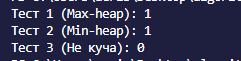 Тест 1 (Max-heap): 1
Тест 2 (Min-heap): 1
Тест 3 (Не куча): 0